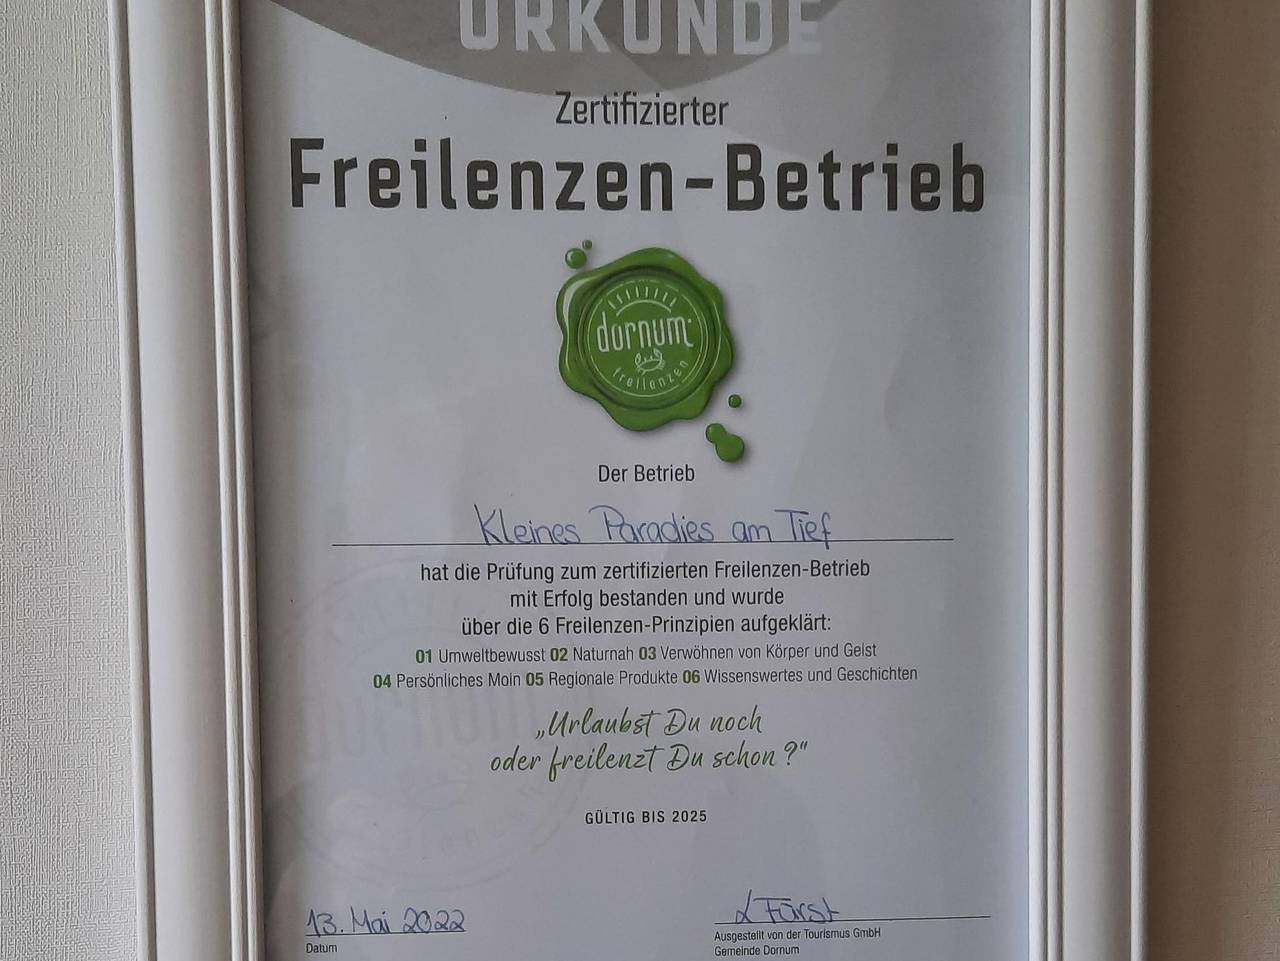 URKUNDE
Zertifizierter
Freilenzen-Betrieb
dornum
freilenzen
Der Betrieb
Kleines Paradies am Tief
hat die Prüfung zum zertifizierten Freilenzen-Betrieb
mit Erfolg bestanden und wurde
über die 6 Freilenzen-Prinzipien aufgeklärt:
01 Umweltbewusst 02 Naturnah 03 Verwöhnen von Körper und Geist
04 Persönliches Moin 05 Regionale Produkte 06 Wissenswertes und Geschichten
„Urlaubst Du noch
oder freilenzt Du schon?"
GÜLTIG BIS 2025
13. Mai 2022
Datum
Ausgestellt von der Tourismus GmbH
Gemeinde Dornum